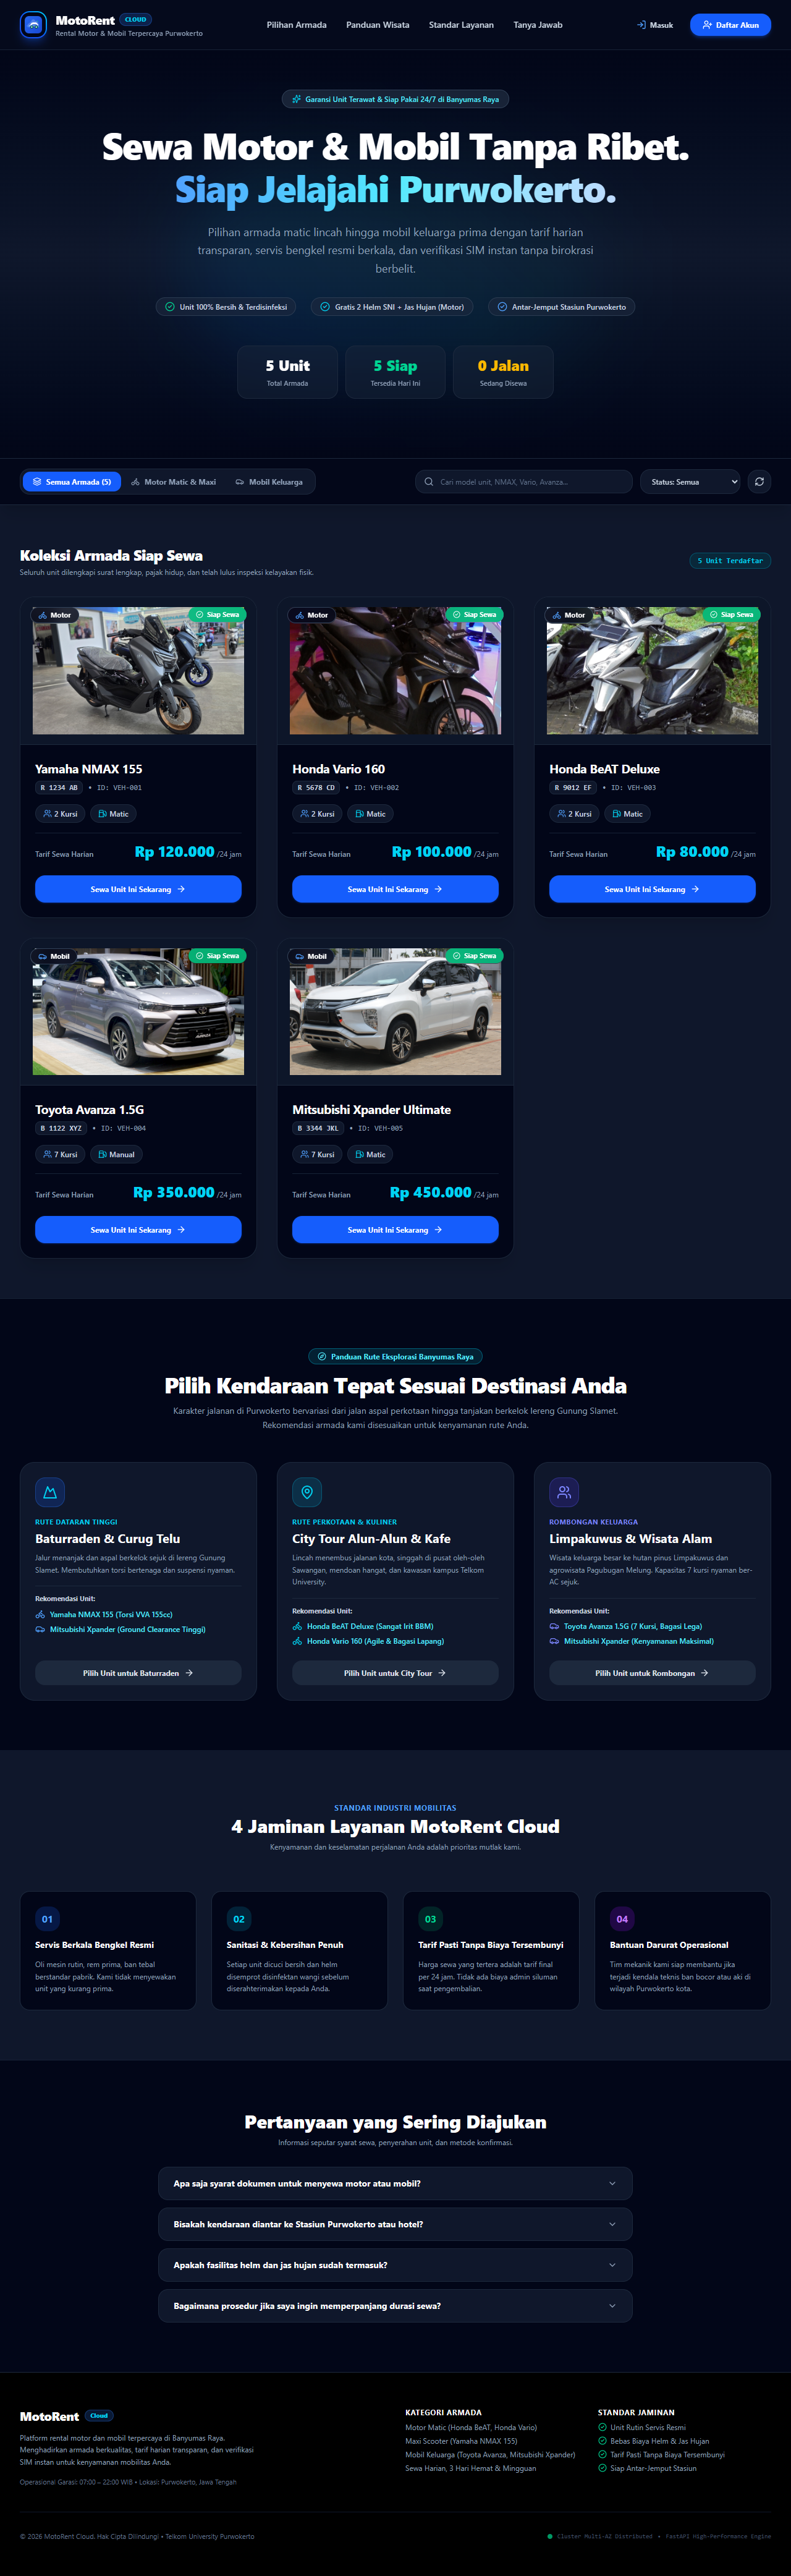 MotoRent CLOUD
Rental Motor & Mobil Terpercaya Purwokerto
Pilihan Armada
Panduan Wisata
Standar Layanan
Tanya Jawab
Masuk
Daftar Akun
Garansi Unit Terawat & Siap Pakai 24/7 di Banyumas Raya
Sewa Motor & Mobil Tanpa Ribet.
Siap Jelajahi Purwokerto.
Pilihan armada matic lincah hingga mobil keluarga prima dengan tarif harian
transparan, servis bengkel resmi berkala, dan verifikasi SIM instan tanpa birokrasi
berbelit.
Unit 100% Bersih & Terdisinfeksi
Gratis 2 Helm SNI + Jas Hujan (Motor)
Antar-Jemput Stasiun Purwokerto
5 Unit
Total Armada
5 Siap
Tersedia Hari Ini
0 Jalan
Sedang Disewa
Semua Armada (5)
Motor Matic & Maxi
Mobil Keluarga
Cari model unit, NMAX, Vario, Avanza...
Status: Semua
Koleksi Armada Siap Sewa
Seluruh unit dilengkapi surat lengkap, pajak hidup, dan telah lulus inspeksi kelayakan fisik.
5 Unit Terdaftar
Motor
Siap Sewa
Yamaha NMAX 155
R 1234 AB • ID: VEH-001
2 Kursi
Matic
Tarif Sewa Harian
Rp 120.000 /24 jam
Sewa Unit Ini Sekarang
Motor
Siap Sewa
Honda Vario 160
R 5678 CD • ID: VEH-002
2 Kursi
Matic
Tarif Sewa Harian
Rp 100.000 /24 jam
Sewa Unit Ini Sekarang
Motor
Siap Sewa
Honda BeAT Deluxe
R 9012 EF • ID: VEH-003
2 Kursi
Matic
Tarif Sewa Harian
Rp 80.000 /24 jam
Sewa Unit Ini Sekarang
Mobil
Siap Sewa
Toyota Avanza 1.5G
B 1122 XYZ • ID: VEH-004
7 Kursi
Manual
Tarif Sewa Harian
Rp 350.000 /24 jam
Sewa Unit Ini Sekarang
Mobil
Siap Sewa
Mitsubishi Xpander Ultimate
B 3344 JKL • ID: VEH-005
7 Kursi
Matic
Tarif Sewa Harian
Rp 450.000 /24 jam
Sewa Unit Ini Sekarang
Panduan Rute Eksplorasi Banyumas Raya
Pilih Kendaraan Tepat Sesuai Destinasi Anda
Karakter jalanan di Purwokerto bervariasi dari jalan aspal perkotaan hingga tanjakan berkelok lereng Gunung Slamet.
Rekomendasi armada kami disesuaikan untuk kenyamanan rute Anda.
RUTE DATARAN TINGGI
Baturraden & Curug Telu
Jalur menanjak dan aspal berkelok sejuk di lereng Gunung
Slamet. Membutuhkan torsi bertenaga dan suspensi nyaman.
Rekomendasi Unit:
Yamaha NMAX 155 (Torsi VVA 155cc)
Mitsubishi Xpander (Ground Clearance Tinggi)
Pilih Unit untuk Baturraden
RUTE PERKOTAAN & KULINER
City Tour Alun-Alun & Kafe
Lincah menembus jalanan kota, singgah di pusat oleh-oleh
Sawangan, mendoan hangat, dan kawasan kampus Telkom
University.
Rekomendasi Unit:
Honda BeAT Deluxe (Sangat Irit BBM)
Honda Vario 160 (Agile & Bagasi Lapang)
Pilih Unit untuk City Tour
ROMBONGAN KELUARGA
Limpakuwus & Wisata Alam
Wisata keluarga besar ke hutan pinus Limpakuwus dan
agrowisata Pagubugan Melung. Kapasitas 7 kursi nyaman ber-
AC sejuk.
Rekomendasi Unit:
Toyota Avanza 1.5G (7 Kursi, Bagasi Lega)
Mitsubishi Xpander (Kenyamanan Maksimal)
Pilih Unit untuk Rombongan
STANDAR INDUSTRI MOBILITAS
4 Jaminan Layanan MotoRent Cloud
Kenyamanan dan keselamatan perjalanan Anda adalah prioritas mutlak kami.
01
Servis Berkala Bengkel Resmi
Oli mesin rutin, rem prima, ban tebal
berstandar pabrik. Kami tidak menyewakan
unit yang kurang prima.
02
Sanitasi & Kebersihan Penuh
Setiap unit dicuci bersih dan helm
disemprot disinfektan wangi sebelum
diserahterimakan kepada Anda.
03
Tarif Pasti Tanpa Biaya Tersembunyi
Harga sewa yang tertera adalah tarif final
per 24 jam. Tidak ada biaya admin siluman
saat pengembalian.
04
Bantuan Darurat Operasional
Tim mekanik kami siap membantu jika
terjadi kendala teknis ban bocor atau aki di
wilayah Purwokerto kota.
Pertanyaan yang Sering Diajukan
Informasi seputar syarat sewa, penyerahan unit, dan metode konfirmasi.
Apa saja syarat dokumen untuk menyewa motor atau mobil?
Bisakah kendaraan diantar ke Stasiun Purwokerto atau hotel?
Apakah fasilitas helm dan jas hujan sudah termasuk?
Bagaimana prosedur jika saya ingin memperpanjang durasi sewa?
MotoRent Cloud
Platform rental motor dan mobil terpercaya di Banyumas Raya.
Menghadirkan armada berkualitas, tarif harian transparan, dan verifikasi
SIM instan untuk kenyamanan mobilitas Anda.
Operasional Garasi: 07:00 – 22:00 WIB • Lokasi: Purwokerto, Jawa Tengah
KATEGORI ARMADA
Motor Matic (Honda BeAT, Honda Vario)
Maxi Scooter (Yamaha NMAX 155)
Mobil Keluarga (Toyota Avanza, Mitsubishi Xpander)
Sewa Harian, 3 Hari Hemat & Mingguan
STANDAR JAMINAN
Unit Rutin Servis Resmi
Bebas Biaya Helm & Jas Hujan
Tarif Pasti Tanpa Biaya Tersembunyi
Siap Antar-Jemput Stasiun
© 2026 MotoRent Cloud. Hak Cipta Dilindungi • Telkom University Purwokerto
Cluster Multi-AZ Distributed • FastAPI High-Performance Engine